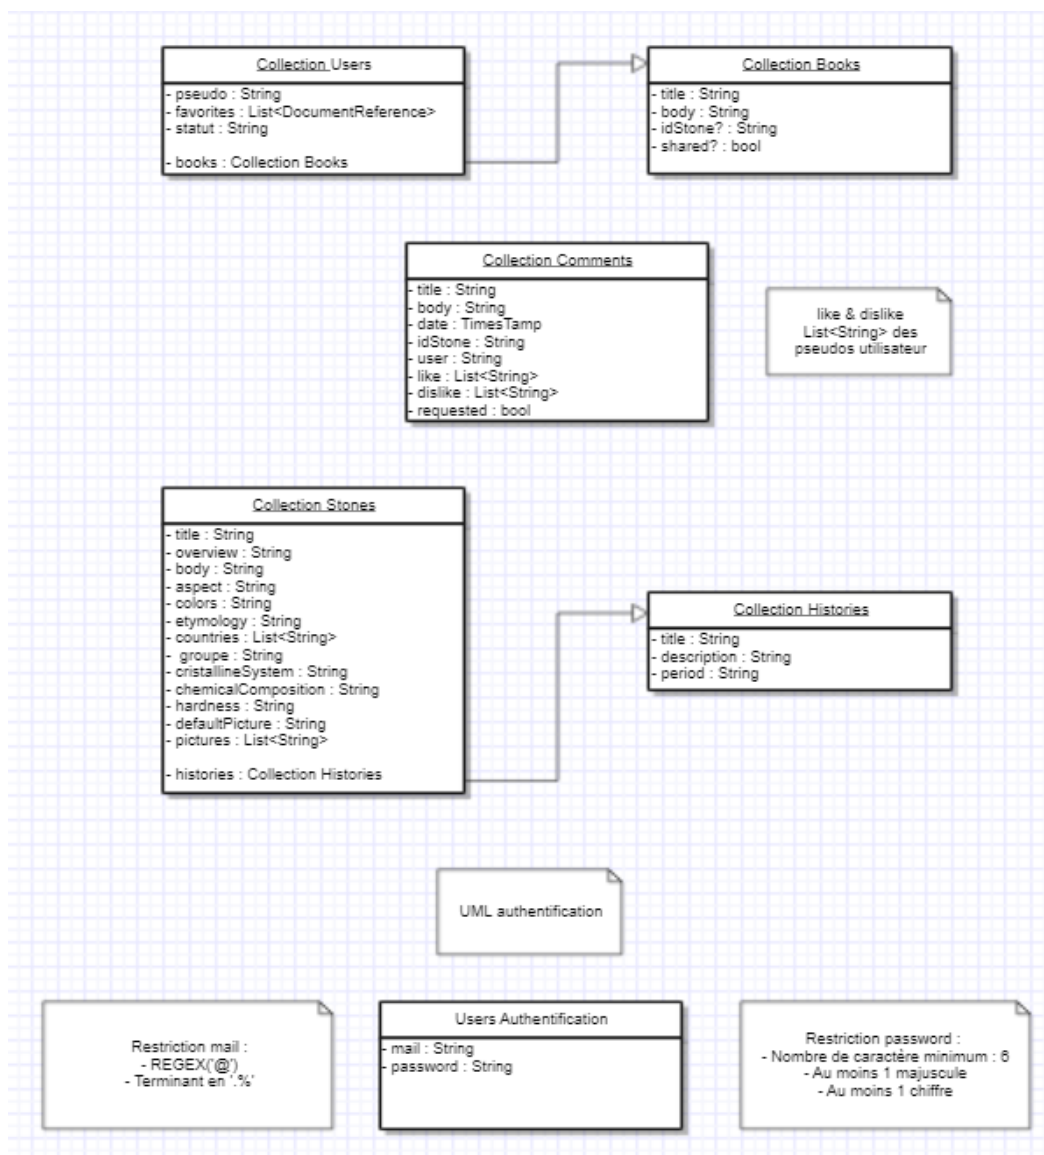 Collection Users
- pseudo : String
- favorites : List<DocumentReference>
- statut : String
- books : Collection Books
Collection Books
- title : String
- body : String
- idStone? : String
- shared? : bool
Collection Comments
- title : String
- body : String
- date : TimesTamp
- idStone : String
- user : String
- like : List<String>
- dislike : List<String>
- requested : bool
like & dislike
List<String> des
pseudos utilisateur
Collection Stones
- title : String
- overview : String
- body : String
- aspect : String
- colors : String
- etymology : String
- countries : List<String>
- groupe : String
- cristallineSystem : String
- chemicalComposition : String
- hardness : String
- defaultPicture : String
- pictures : List<String>
- histories : Collection Histories
Collection Histories
- title : String
- description : String
- period : String
UML authentification
Restriction mail :
- REGEX('@')
- Terminant en '.%'
Users Authentification
- mail : String
- password : String
Restriction password :
- Nombre de caractère minimum : 6
- Au moins 1 majuscule
- Au moins 1 chiffre